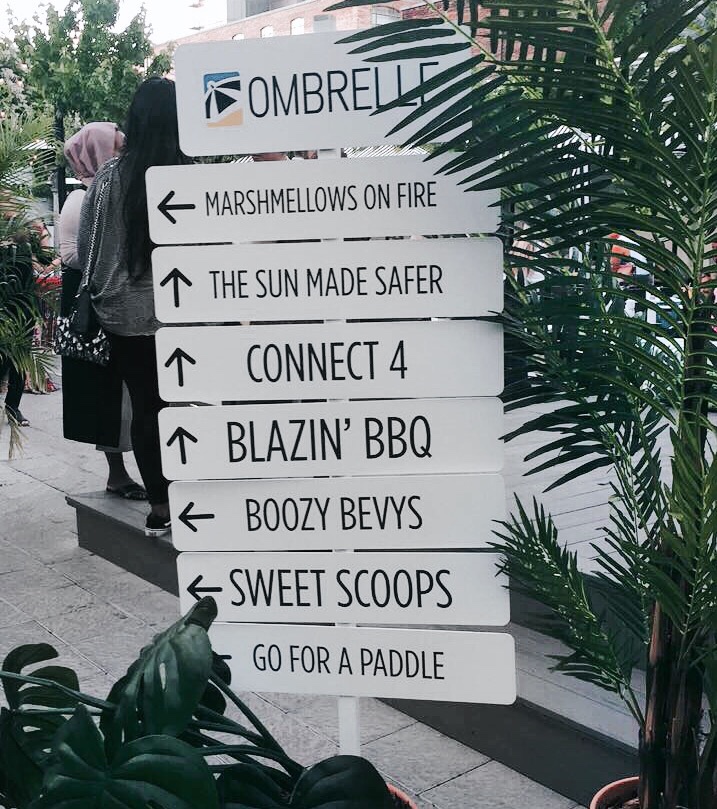 OMBRELLE
← MARSHMELLOWS ON FIRE
↑ THE SUN MADE SAFER
↑ CONNECT 4
↑ BLAZIN' BBQ
← BOOZY BEVYS
← SWEET SCOOPS
GO FOR A PADDLE